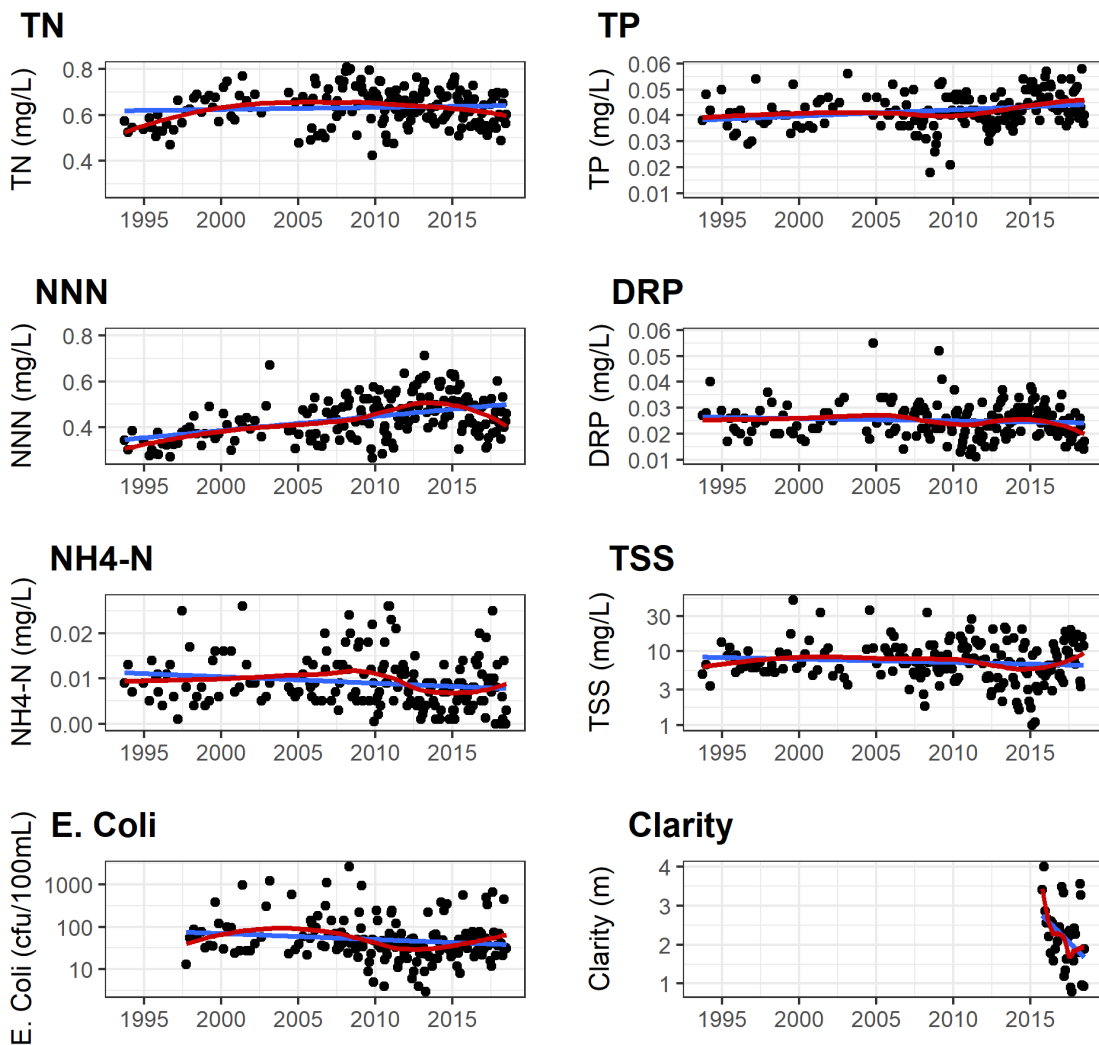 TN
TN (mg/L)
0.8
0.6
0.4
1995 2000 2005 2010 2015
TP
TP (mg/L)
0.06
0.05
0.04
0.03
0.02
0.01
1995 2000 2005 2010 2015
NNN
NNN (mg/L)
0.8
0.6
0.4
1995 2000 2005 2010 2015
DRP
DRP (mg/L)
0.06
0.05
0.04
0.03
0.02
0.01
1995 2000 2005 2010 2015
NH4-N
NH4-N (mg/L)
0.02
0.01
0.00
1995 2000 2005 2010 2015
TSS
TSS (mg/L)
30
10
3
1
1995 2000 2005 2010 2015
E. Coli
E. Coli (cfu/100mL)
1000
100
10
1995 2000 2005 2010 2015
Clarity
Clarity (m)
4
3
2
1
1995 2000 2005 2010 2015